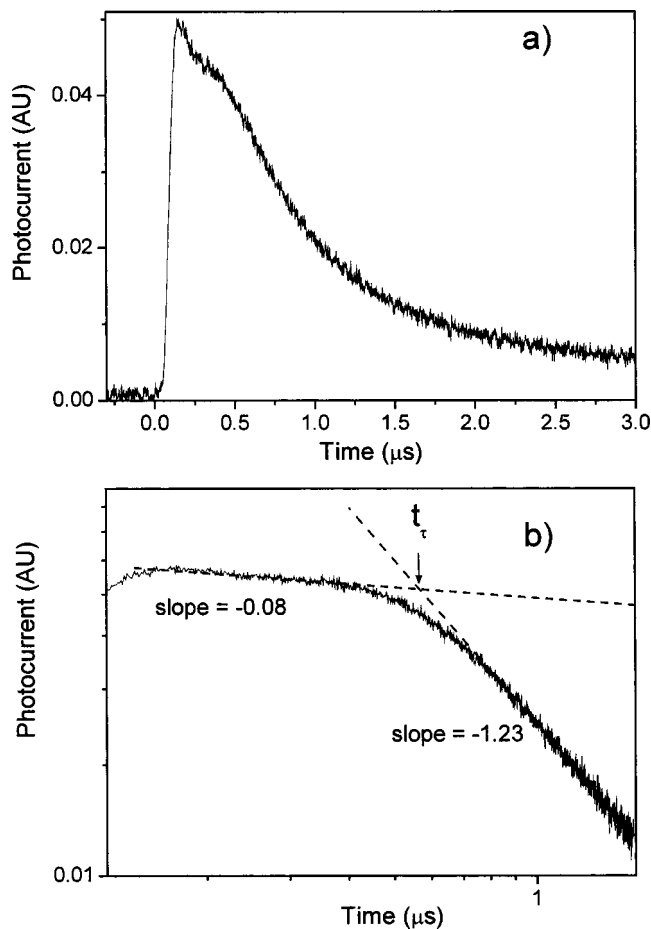 a)
Photocurrent (AU)
0.04
0.02
0.00
0.0 0.5 1.0 1.5 2.0 2.5 3.0
Time (μs)
b)
t_τ
Photocurrent (AU)
slope = -0.08
slope = -1.23
0.01
1
Time (μs)